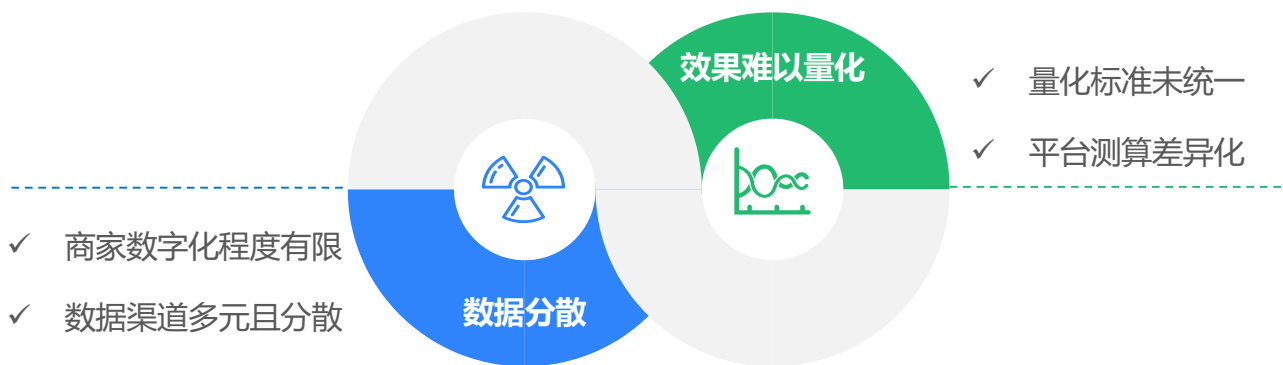 效果难以量化
✓ 量化标准未统一
✓ 平台测算差异化
✓ 商家数字化程度有限
✓ 数据渠道多元且分散
数据分散